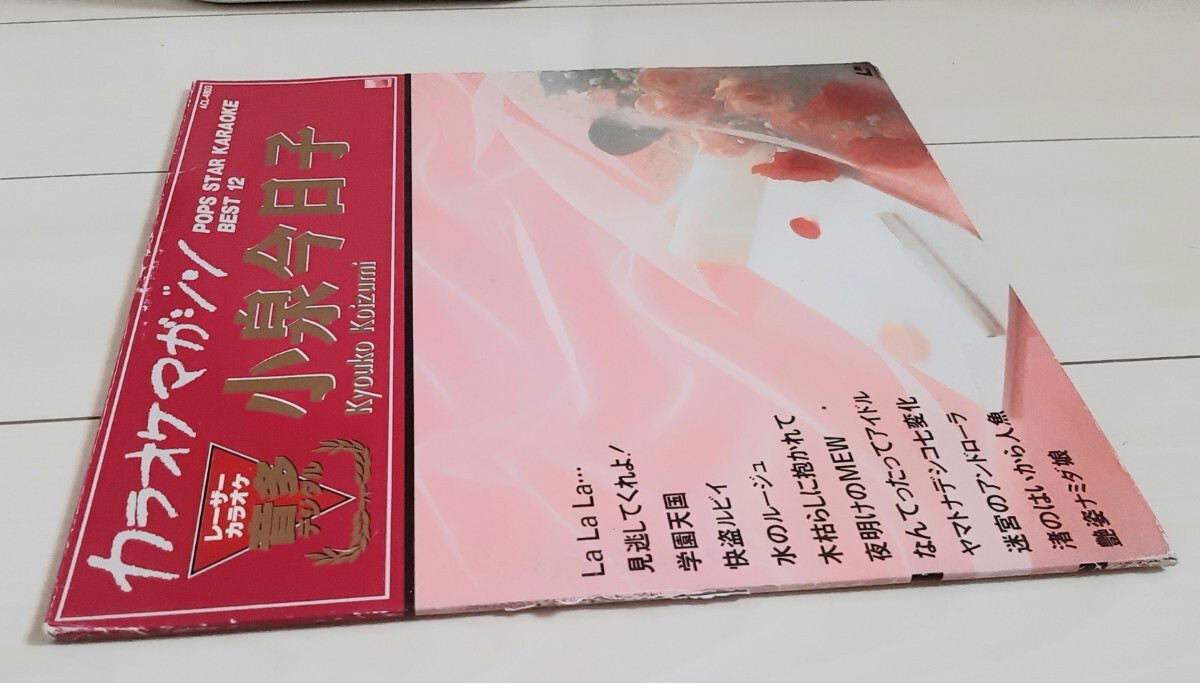 カラオケマガジン
POPS STAR KARAOKE
BEST 12
レーザー
カラオケ
音多
デジタル
小泉今日子
Kyouko Koizumi
La La La…
見逃してくれよ!
学園天国
快盗ルビイ
水のルージュ
木枯らしに抱かれて
夜明けのMEW
なんてったってアイドル
ヤマトナデシコ七変化
迷宮のアンドローラ
渚のはいから人魚
艶姿ナミダ娘